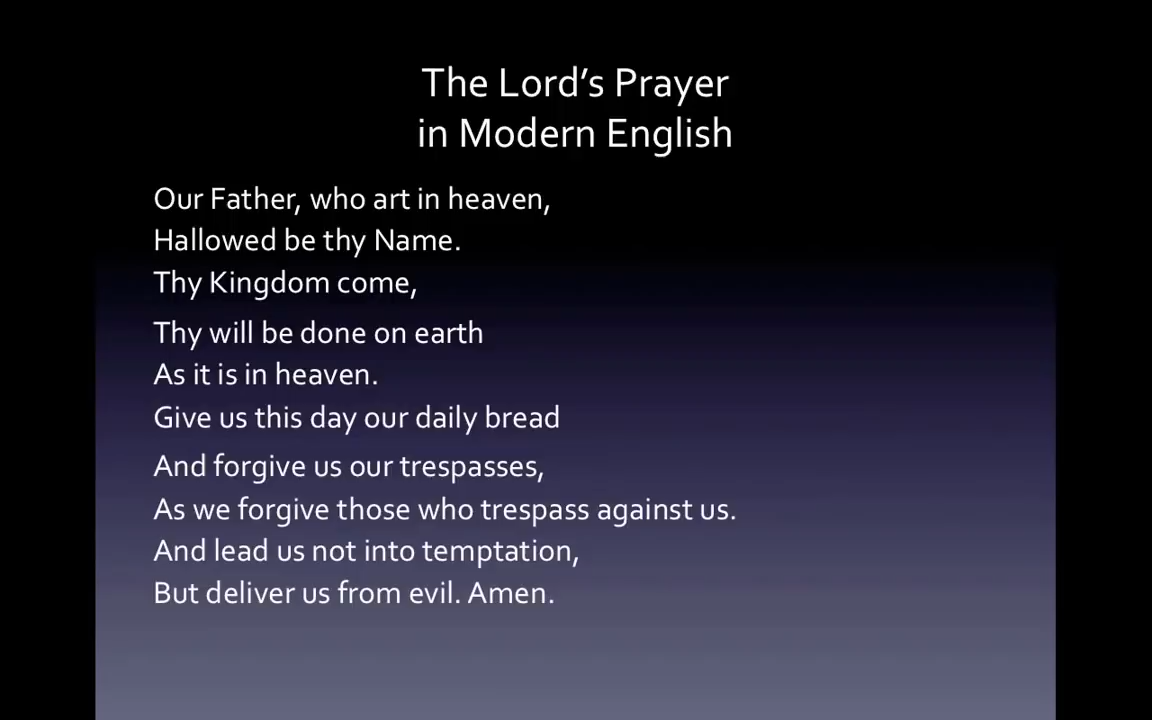 The Lord’s Prayer
in Modern English
Our Father, who art in heaven,
Hallowed be thy Name.
Thy Kingdom come,
Thy will be done on earth
As it is in heaven.
Give us this day our daily bread
And forgive us our trespasses,
As we forgive those who trespass against us.
And lead us not into temptation,
But deliver us from evil. Amen.